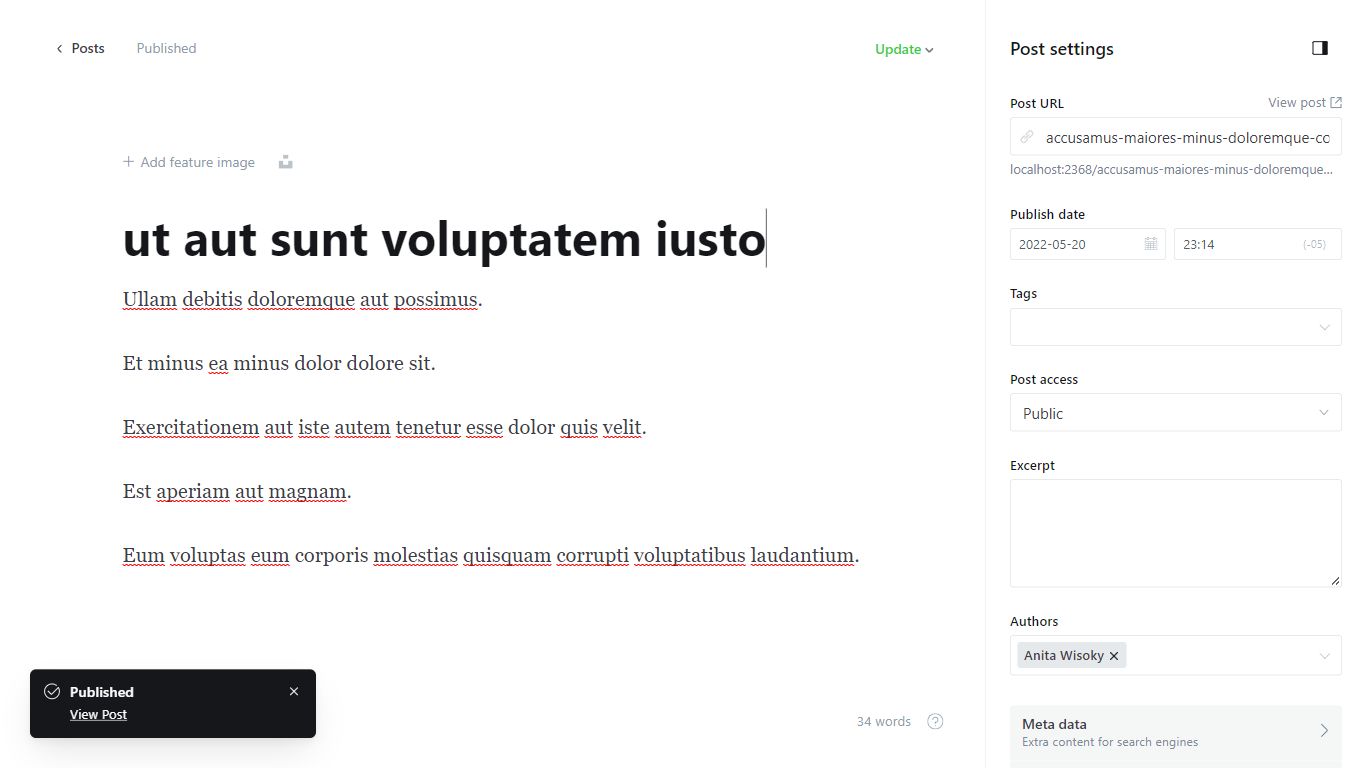 Posts
Published
Update
Post settings
Post URL
View post
accusamus-maiores-minus-doloremque-co
localhost:2368/accusamus-maiores-minus-doloremque...
Add feature image
Publish date
2022-05-20
23:14
(-05)
ut aut sunt voluptatem iusto
Ullam debitis doloremque aut possimus.
Et minus ea minus dolor dolore sit.
Exercitationem aut iste autem tenetur esse dolor quis velit.
Est aperiam aut magnam.
Eum voluptas eum corporis molestias quisquam corrupti voluptatibus laudantium.
Tags
Post access
Public
Excerpt
Authors
Anita Wisoky
Meta data
Extra content for search engines
Published
View Post
34 words